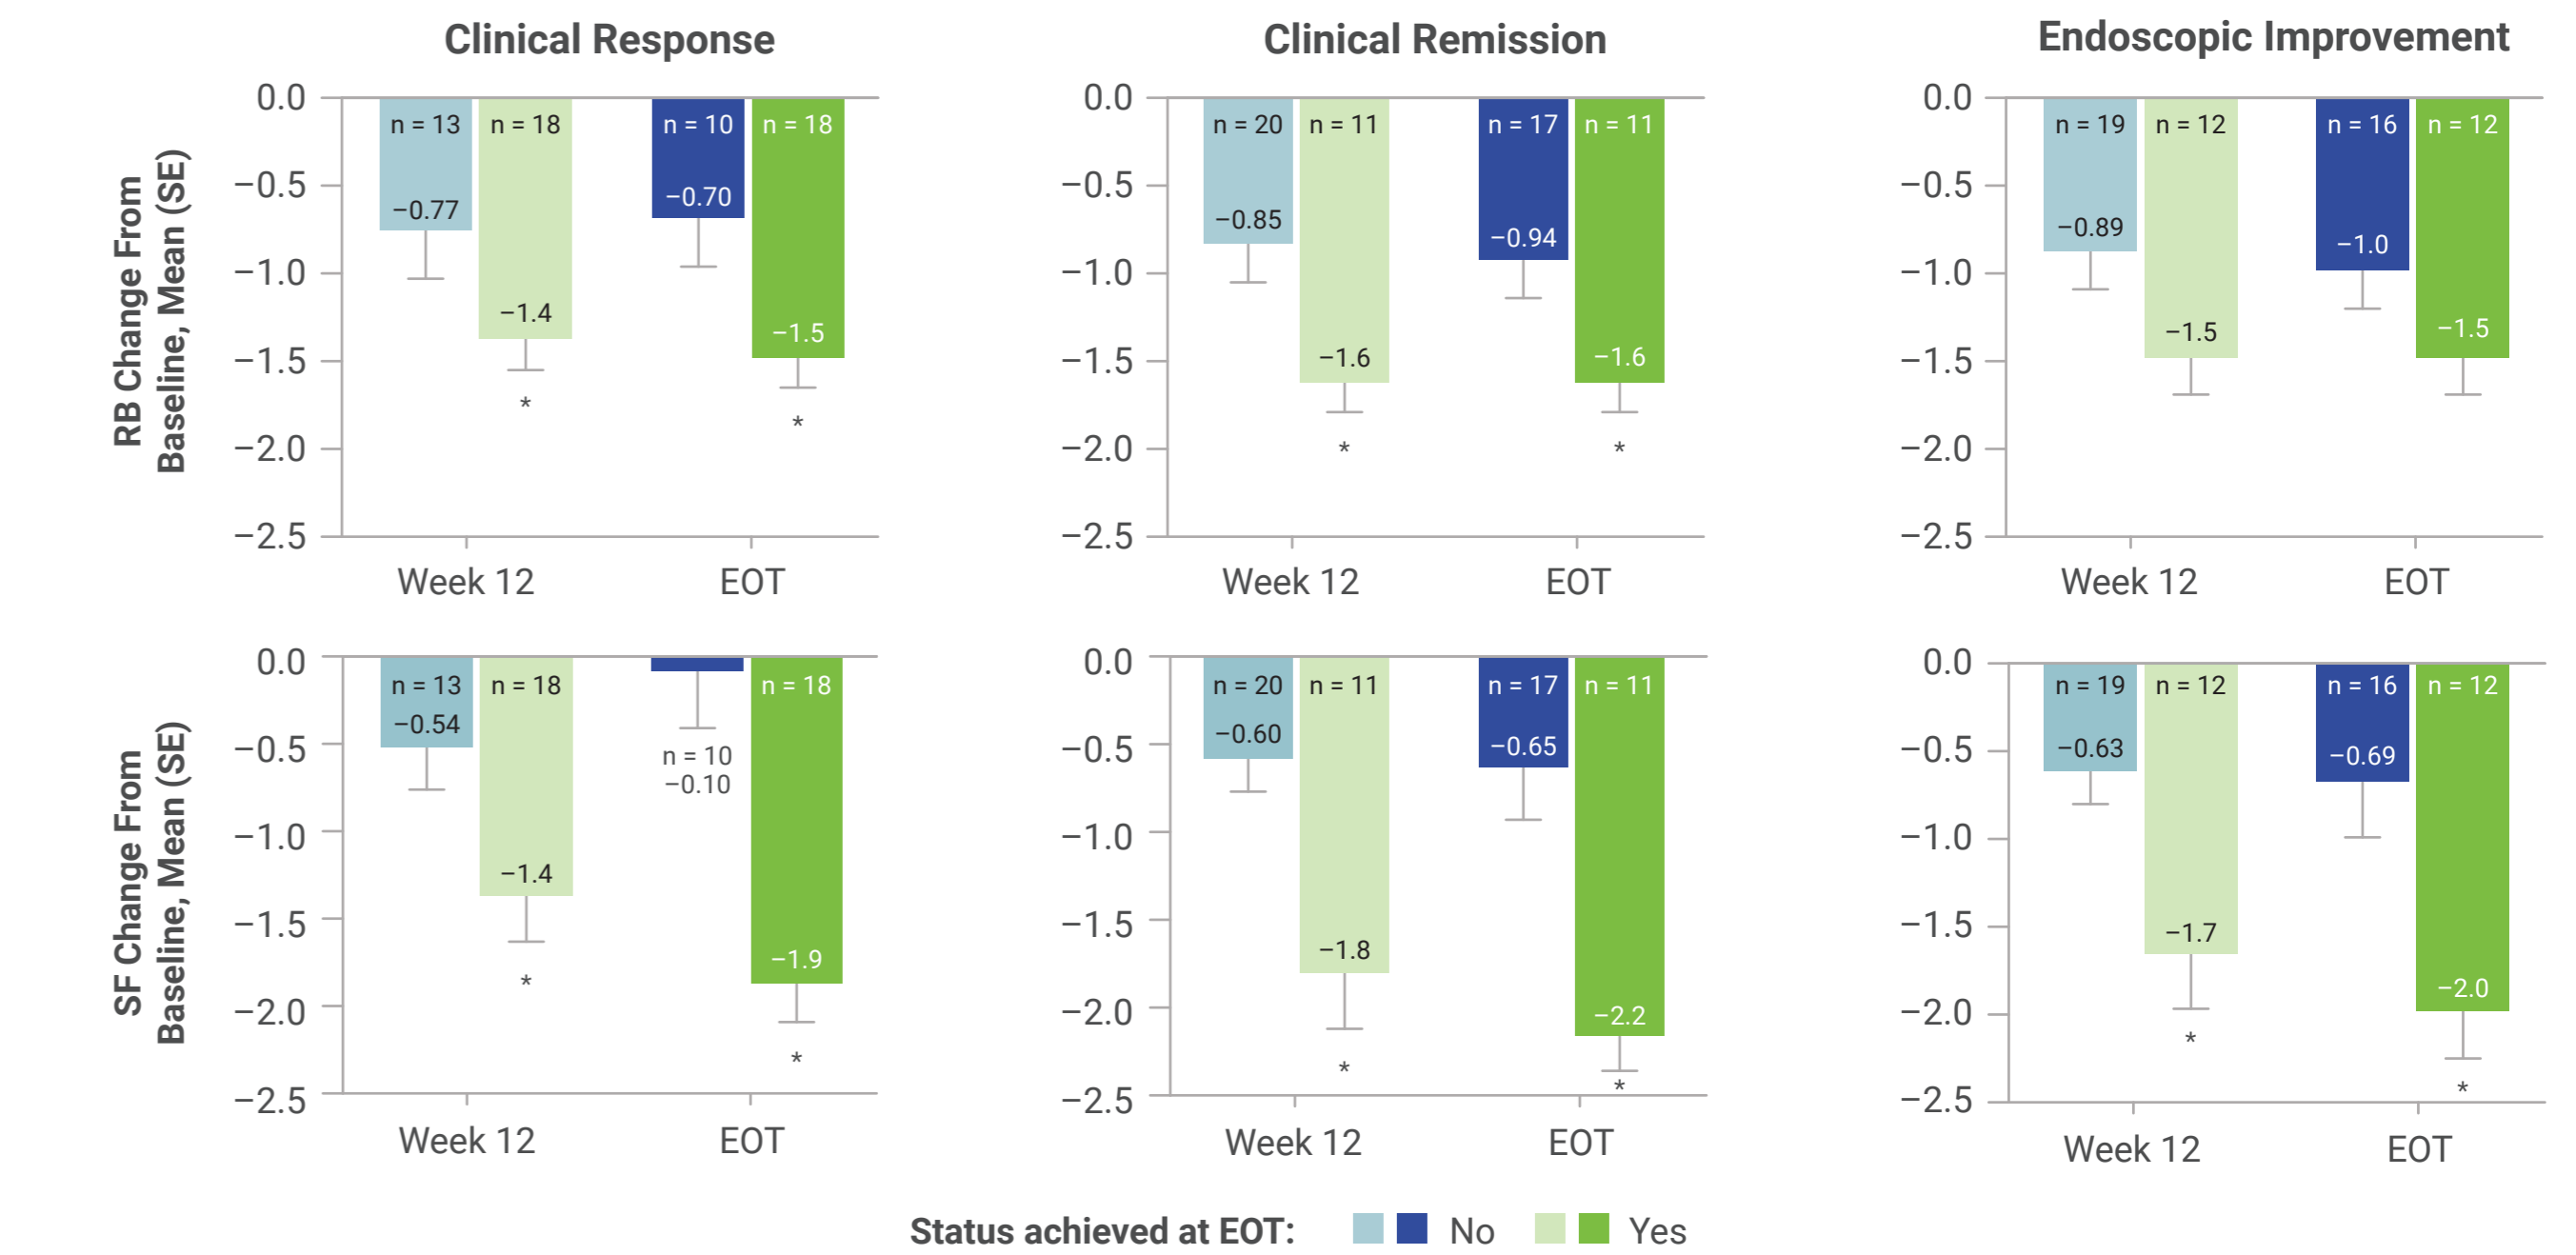 Clinical Response
Clinical Remission
Endoscopic Improvement
RB Change From
Baseline, Mean (SE)
0.0
−0.5
−1.0
−1.5
−2.0
−2.5
n = 13 n = 18 n = 10 n = 18
−0.77 −1.4 −0.70 −1.5
* *
Week 12 EOT
0.0
−0.5
−1.0
−1.5
−2.0
−2.5
n = 20 n = 11 n = 17 n = 11
−0.85 −1.6 −0.94 −1.6
* *
Week 12 EOT
0.0
−0.5
−1.0
−1.5
−2.0
−2.5
n = 19 n = 12 n = 16 n = 12
−0.89 −1.5 −1.0 −1.5
Week 12 EOT
SF Change From
Baseline, Mean (SE)
0.0
−0.5
−1.0
−1.5
−2.0
−2.5
n = 13 n = 18 n = 10 n = 18
−0.54 −1.4 −0.10 −1.9
* *
Week 12 EOT
0.0
−0.5
−1.0
−1.5
−2.0
−2.5
n = 20 n = 11 n = 17 n = 11
−0.60 −1.8 −0.65 −2.2
* *
Week 12 EOT
0.0
−0.5
−1.0
−1.5
−2.0
−2.5
n = 19 n = 12 n = 16 n = 12
−0.63 −1.7 −0.69 −2.0
* *
Week 12 EOT
Status achieved at EOT: No Yes